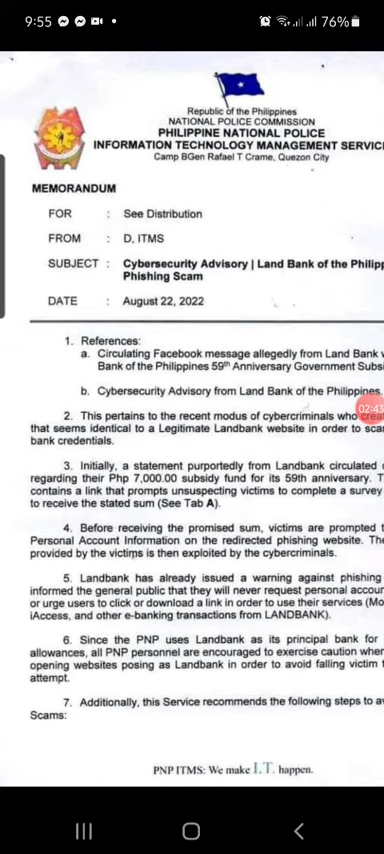 9:55
76%
Republic of the Philippines
NATIONAL POLICE COMMISSION
PHILIPPINE NATIONAL POLICE
INFORMATION TECHNOLOGY MANAGEMENT SERVIC
Camp BGen Rafael T Crame, Quezon City
MEMORANDUM
FOR : See Distribution
FROM : D, ITMS
SUBJECT : Cybersecurity Advisory | Land Bank of the Philipp
Phishing Scam
DATE : August 22, 2022
1. References:
a. Circulating Facebook message allegedly from Land Bank
Bank of the Philippines 59th Anniversary Government Subsi
b. Cybersecurity Advisory from Land Bank of the Philippines.
02:43
2. This pertains to the recent modus of cybercriminals who
that seems identical to a Legitimate Landbank website in order to
bank credentials.
3. Initially, a statement purportedly from Landbank circulated
regarding their Php 7,000.00 subsidy fund for its 59th anniversary. T
contains a link that prompts unsuspecting victims to complete a survey
to receive the stated sum (See Tab A).
4. Before receiving the promised sum, victims are prompted t
Personal Account Information on the redirected phishing website. The
provided by the victims is then exploited by the cybercriminals.
5. Landbank has already issued a warning against phishing
informed the general public that they will never request personal accour
or urge users to click or download a link in order to use their services (Mo
iAccess, and other e-banking transactions from LANDBANK).
6. Since the PNP uses Landbank as its principal bank for
allowances, all PNP personnel are encouraged to exercise caution wher
opening websites posing as Landbank in order to avoid falling victim t
attempt.
7. Additionally, this Service recommends the following steps to av
Scams:
PNP ITMS: We make I.T. happen.